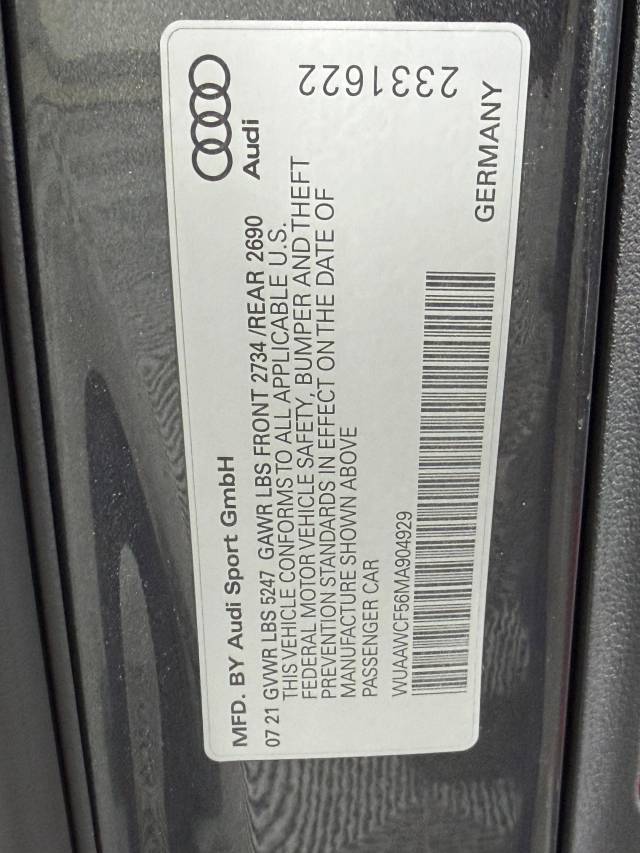 MFD. BY Audi Sport GmbH
Audi
07 21 GVWR LBS 5247 GAWR LBS FRONT 2734 /REAR 2690
THIS VEHICLE CONFORMS TO ALL APPLICABLE U.S.
FEDERAL MOTOR VEHICLE SAFETY, BUMPER AND THEFT
PREVENTION STANDARDS IN EFFECT ON THE DATE OF
MANUFACTURE SHOWN ABOVE
PASSENGER CAR
WUAAWCF56MA904929
GERMANY
2331622